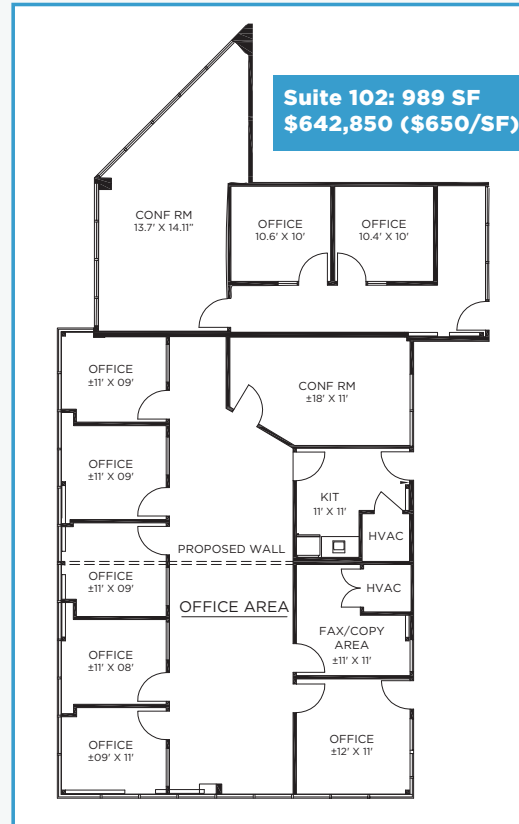 Suite 102: 989 SF
$642,850 ($650/SF)
CONF RM
13.7' X 14.11"
OFFICE
10.6' X 10'
OFFICE
10.4' X 10'
OFFICE
±11' X 09'
CONF RM
±18' X 11'
OFFICE
±11' X 09'
KIT
11' X 11'
HVAC
PROPOSED WALL
OFFICE
±11' X 09'
HVAC
OFFICE AREA
FAX/COPY
AREA
±11' X 11'
OFFICE
±11' X 08'
OFFICE
±09' X 11'
OFFICE
±12' X 11'